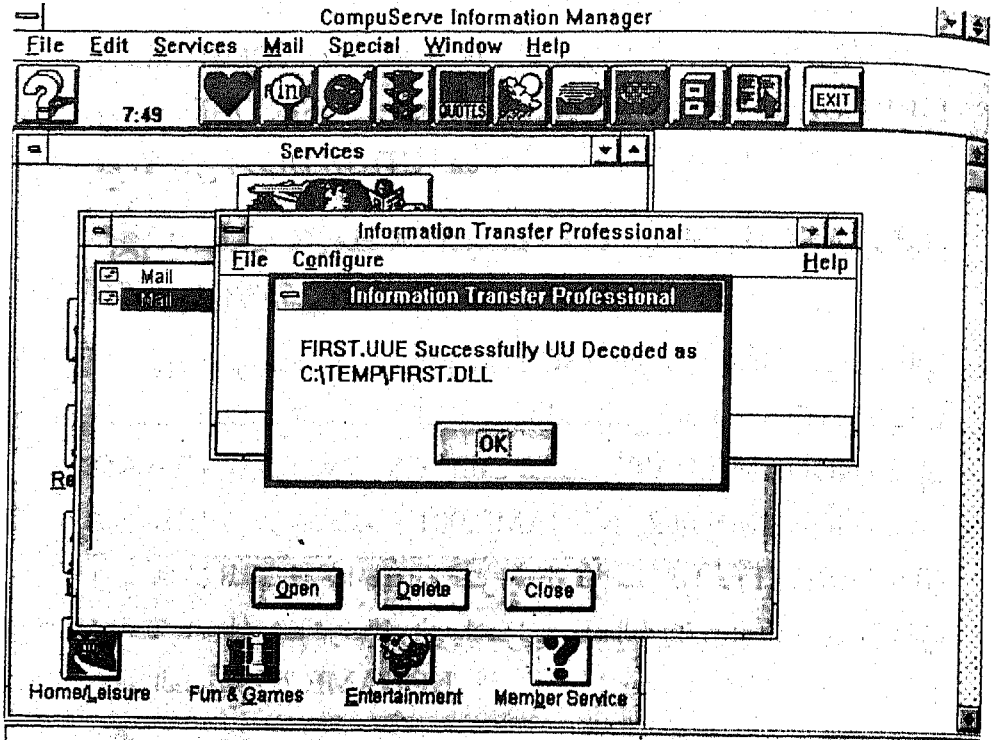 CompuServe Information Manager
File Edit Services Mail Special Window Help
7:49
QUOTES
EXIT
Services
Information Transfer Professional
File Configure Help
Mail
Mail
Information Transfer Professional
FIRST.UUE Successfully UU Decoded as
C:\TEMP\FIRST.DLL
OK
Open Delete Close
Home/Leisure Fun & Games Entertainment Member Service